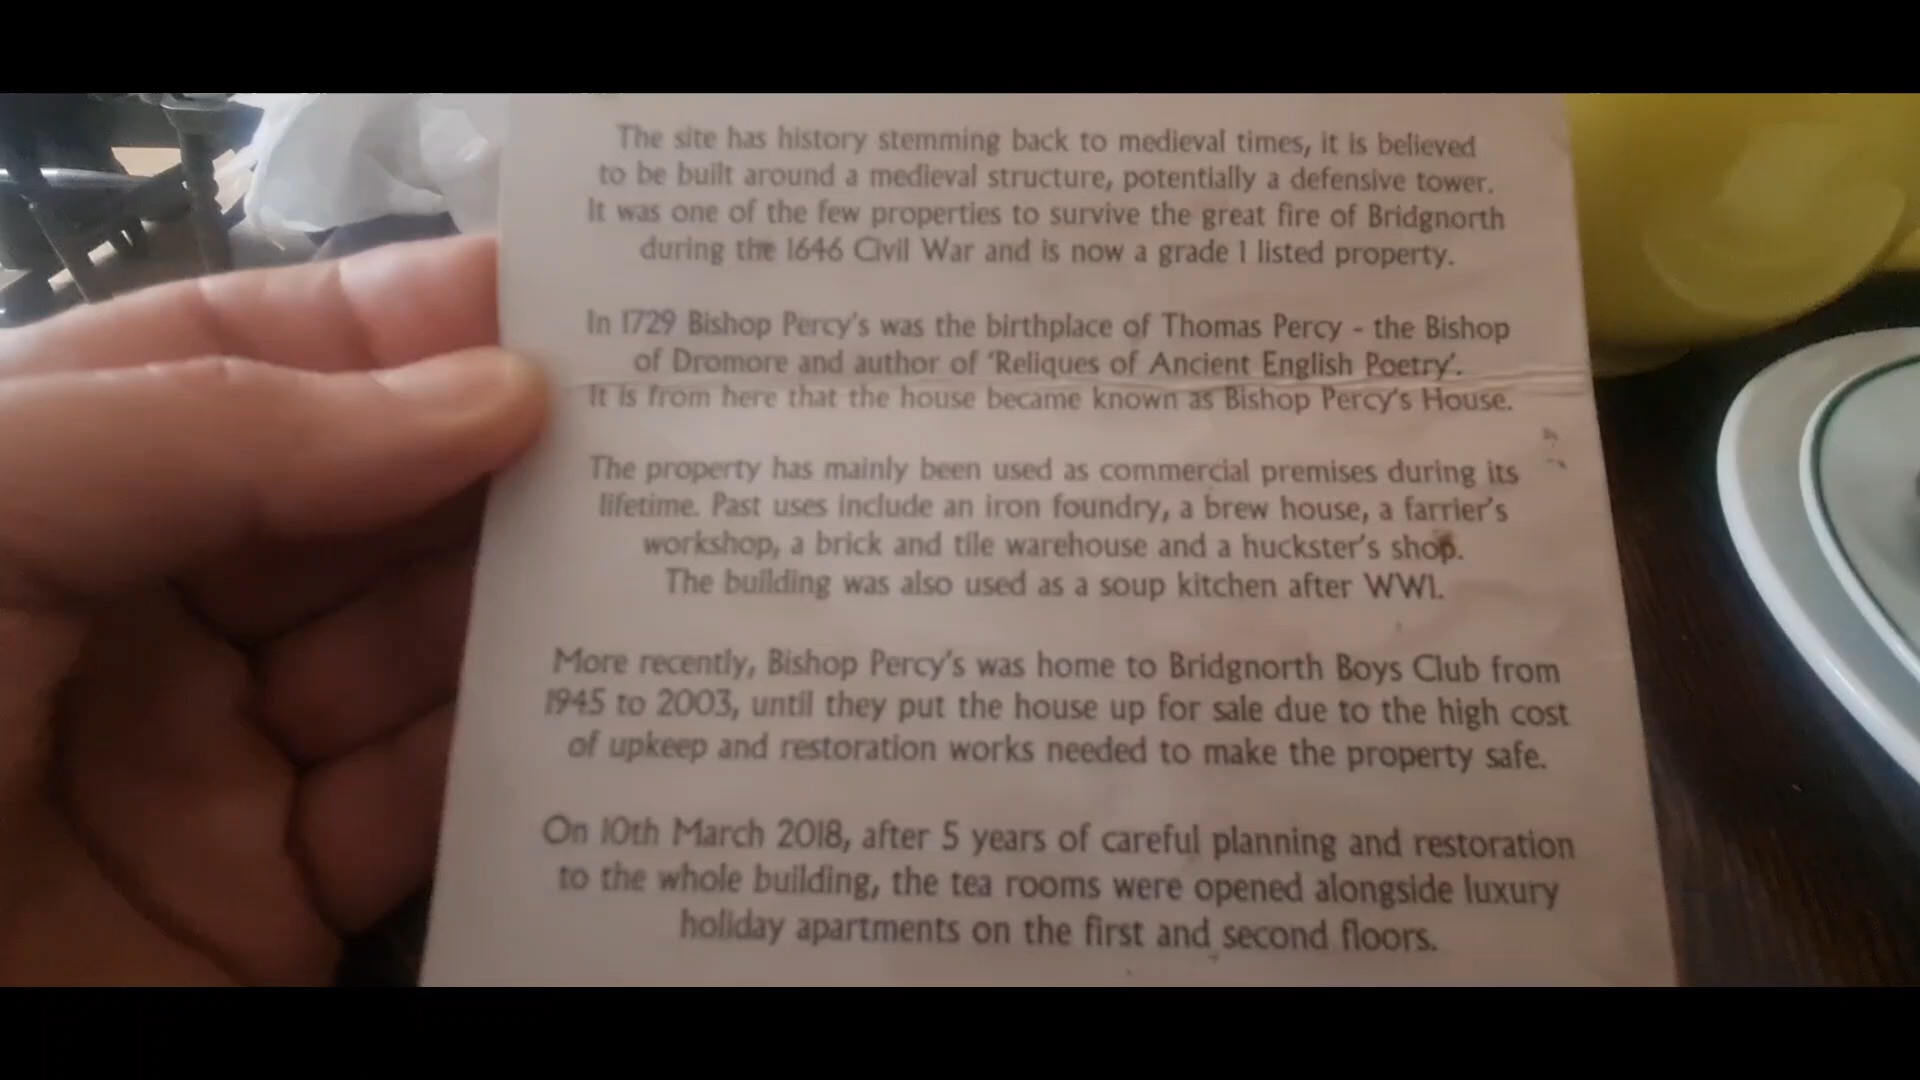 The site has history stemming back to medieval times, it is believed
to be built around a medieval structure, potentially a defensive tower.
It was one of the few properties to survive the great fire of Bridgnorth
during the 1646 Civil War and is now a grade 1 listed property.
In 1729 Bishop Percy's was the birthplace of Thomas Percy - the Bishop
of Dromore and author of 'Reliques of Ancient English Poetry'.
It is from here that the house became known as Bishop Percy's House.
The property has mainly been used as commercial premises during its
lifetime. Past uses include an iron foundry, a brew house, a farrier's
workshop, a brick and tile warehouse and a huckster's shop.
The building was also used as a soup kitchen after WW1.
More recently, Bishop Percy's was home to Bridgnorth Boys Club from
1945 to 2003, until they put the house up for sale due to the high cost
of upkeep and restoration works needed to make the property safe.
On 10th March 2018, after 5 years of careful planning and restoration
to the whole building, the tea rooms were opened alongside luxury
holiday apartments on the first and second floors.